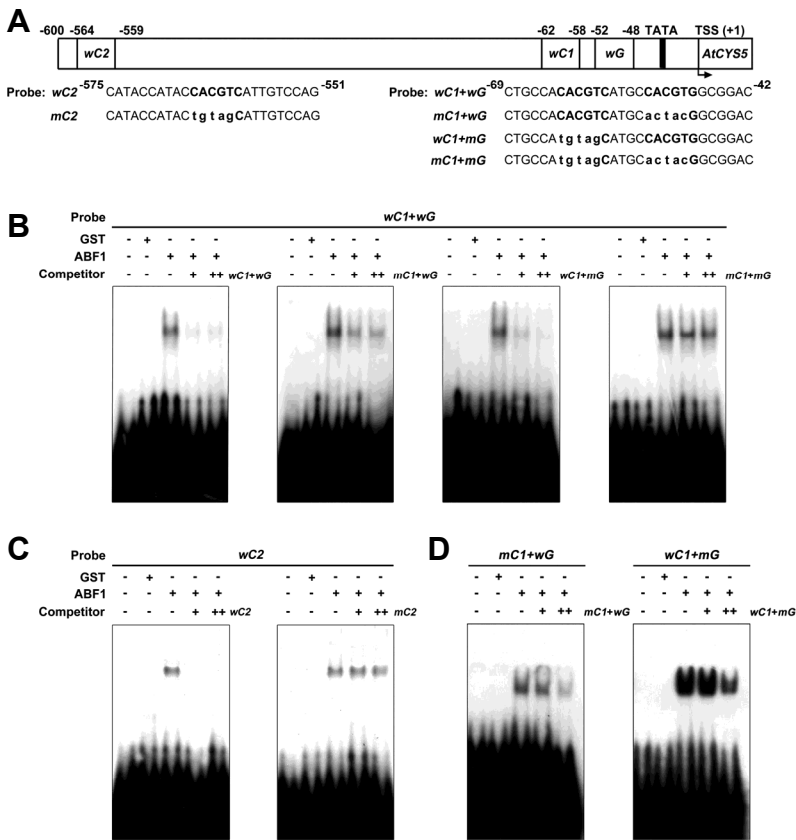 A
-600 -564 -559 -62 -58 -52 -48 TATA TSS (+1)
wC2 wC1 wG AtCYS5
Probe: wC2 -575 CATACCATACCACGTCATTGTCCAG -551
mC2 CATACCATACtgtagCATTGTCCAG
Probe: wC1+wG -69 CTGCCACACGTCATGCCACGTGGCGGAC -42
mC1+wG CTGCCACACGTCATGCactacGGCGGAC
wC1+mG CTGCCAtgtagCATGCCACGTGGCGGAC
mC1+mG CTGCCAtgtagCATGCactacGGCGGAC
B
Probe wC1+wG
GST - + - - - - + - - - - + - - - - + - - -
ABF1 - - + + + - - + + + - - + + + - - + + +
Competitor - - - + ++ wC1+wG - - - + ++ mC1+wG - - - + ++ wC1+mG - - - + ++ mC1+mG
C
Probe wC2
GST - + - - - - + - - -
ABF1 - - + + + - - + + +
Competitor - - - + ++ wC2 - - - + ++ mC2
D
mC1+wG wC1+mG
- + - - - - + - - -
- - + + + - - + + +
- - - + ++ mC1+wG - - - + ++ wC1+mG